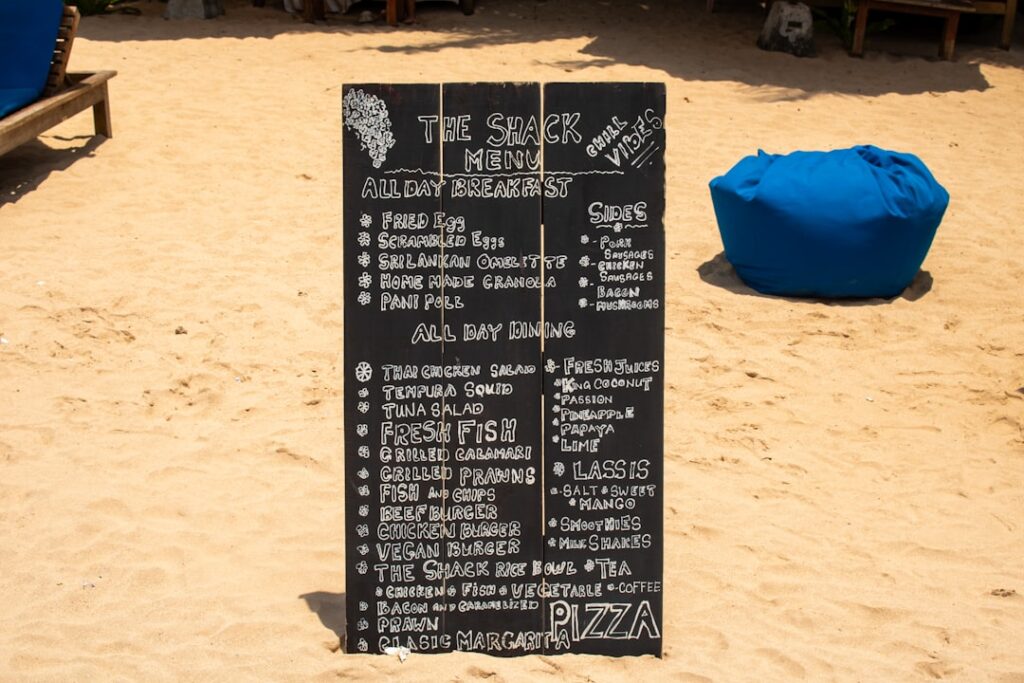 THE SHACK
MENU
CHILL
VIBES
ALL DAY BREAKFAST
FRIED Egg
SCRAMBLED Eggs
SRI LANKAN OMELETTE
HOME MADE GRANOLA
PANI POLL
SIDES
- PORK
SAUSAGES
- CHICKEN
SAUSAGES
BACON
- MUSHROOMS
ALL DAY DINING
THAI CHICKEN SALAD
TEMPURA SQUID
TUNA SALAD
FRESH FISH
GRILLED CALAMARI
GRILLED PRAWNS
FISH AND CHIPS
BEEF BURGER
CHICKEN BURGER
VEGAN BURGER
THE SHACK RICE BOWL
CHICKEN FISH VEGETABLE
BACON AND CARAMELIZED
PRAWN
CLASIC MARGARITA
FRESH JUICES
KING COCONUT
PASSION
PINEAPPLE
PAPAYA
LIME
LASSIS
SALT & SWEET
MANGO
SMOOTHIES
MILK SHAKES
TEA
COFFEE
PIZZA